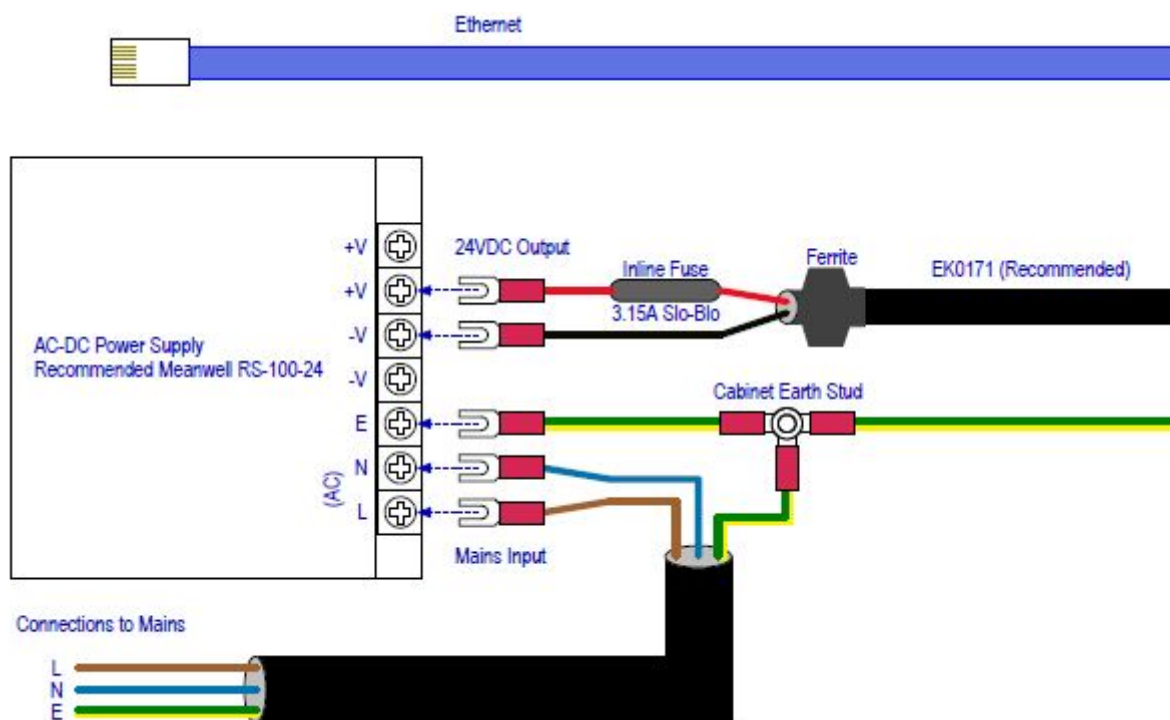 Ethernet
+V
24VDC Output
Ferrite
+V
Inline Fuse
EK0171 (Recommended)
3.15A Slo-Blo
-V
AC-DC Power Supply
Recommended Meanwell RS-100-24
-V
Cabinet Earth Stud
E
N
(AC)
L
Mains Input
Connections to Mains
L
N
E